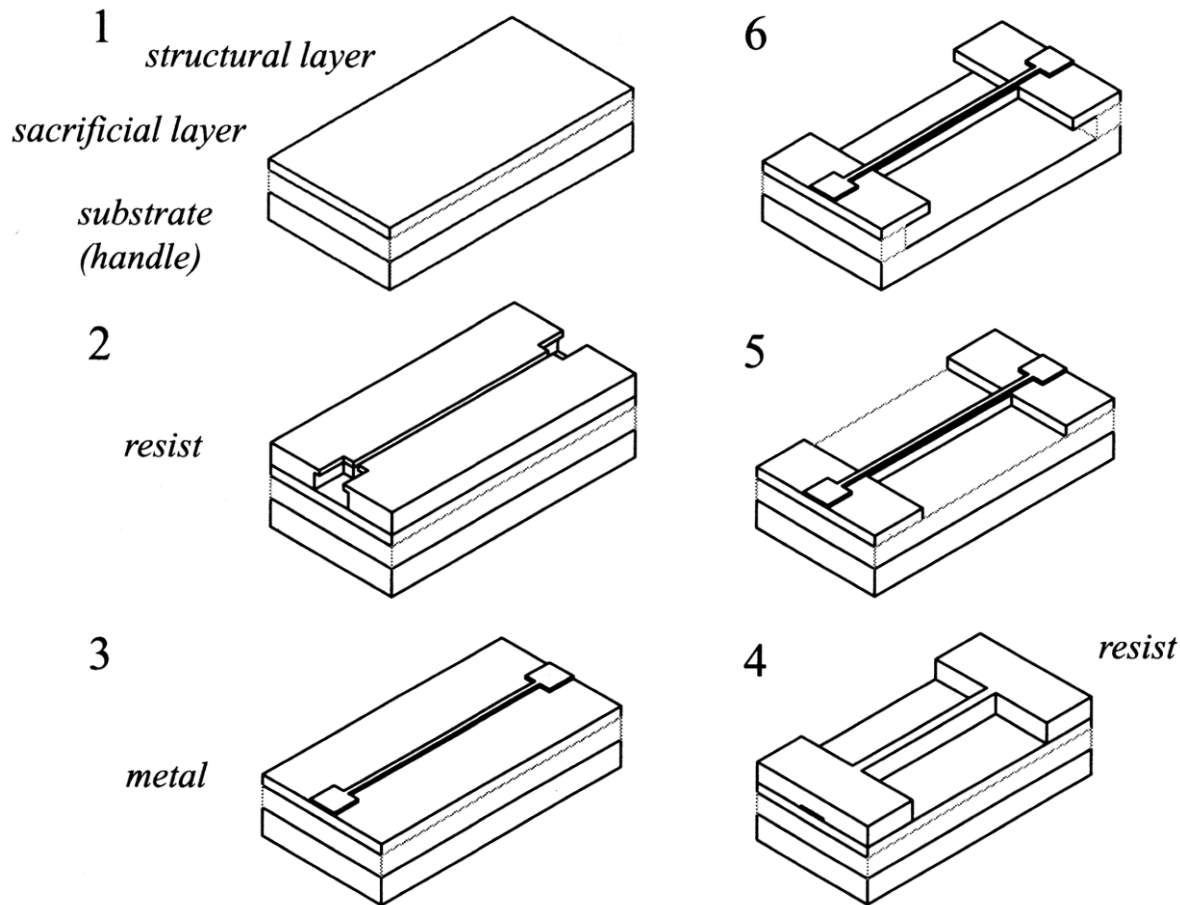 1
structural layer
sacrificial layer
substrate
(handle)
2
resist
3
metal
6
5
4
resist